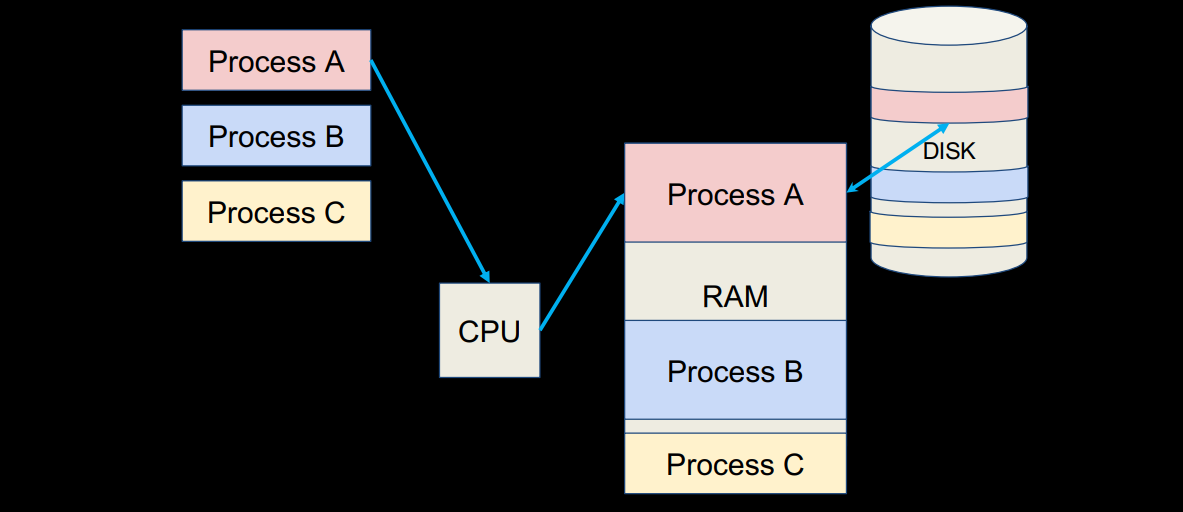 Process A
Process B
Process C
CPU
Process A
RAM
Process B
Process C
DISK